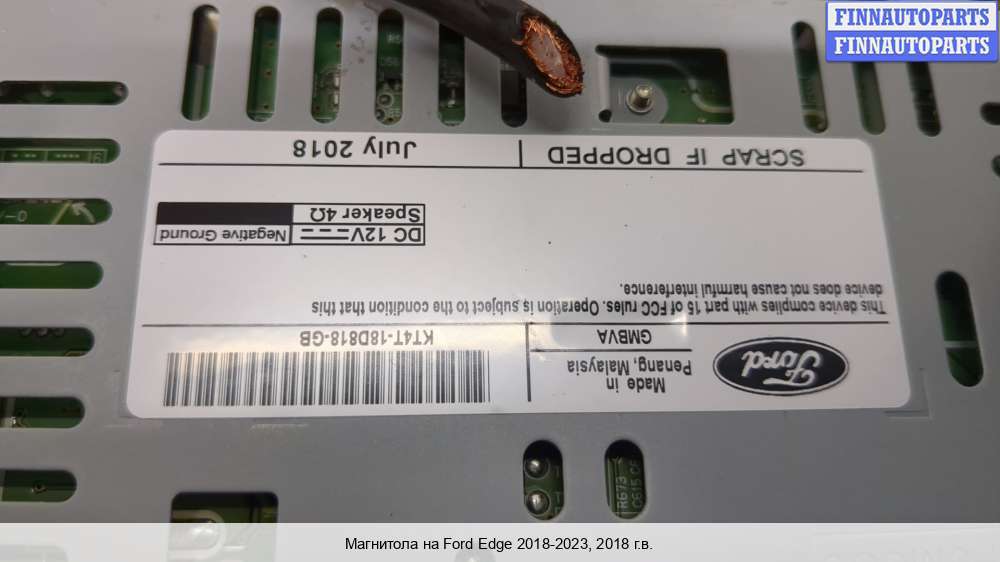 FINNAUTOPARTS
FINNAUTOPARTS
Ford
Made in
Penang, Malaysia
GMBVA
KT4T-18D818-GB
This device complies with part 15 of FCC rules. Operation is subject to the condition that this
device does not cause harmful interference.
DC 12V
Negative Ground
Speaker 4Ω
SCRAP IF DROPPED
July 2018
R673
C615
Магнитола на Ford Edge 2018-2023, 2018 г.в.